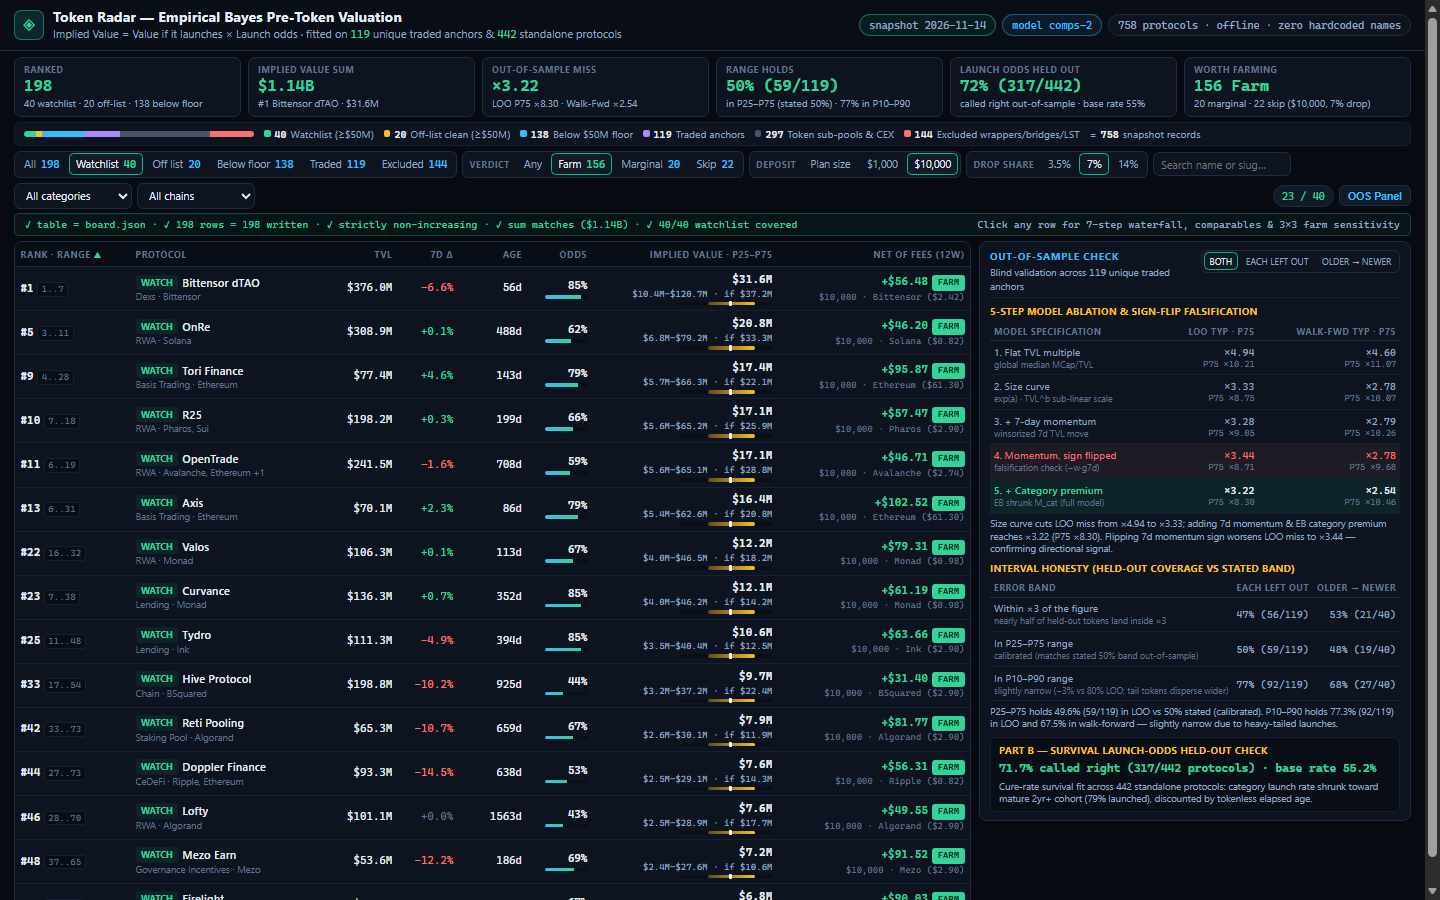 Token Radar — Empirical Bayes Pre-Token Valuation
Implied Value = Value if it launches × Launch odds · fitted on 119 unique traded anchors & 442 standalone protocols
snapshot 2026-11-14
model comps-2
758 protocols · offline · zero hardcoded names
RANKED
198
40 watchlist · 20 off-list · 138 below floor
IMPLIED VALUE SUM
$1.14B
#1 Bittensor dTAO · $31.6M
OUT-OF-SAMPLE MISS
×3.22
LOO P75 ×8.30 · Walk-Fwd ×2.54
RANGE HOLDS
50% (59/119)
in P25–P75 (stated 50%) · 77% in P10–P90
LAUNCH ODDS HELD OUT
72% (317/442)
called right out-of-sample · base rate 55%
WORTH FARMING
156 Farm
20 marginal · 22 skip ($10,000, 7% drop)
40 Watchlist (≥$50M) 20 Off-list clean (≥$50M) 138 Below $50M floor 119 Traded anchors 297 Token sub-pools & CEX 144 Excluded wrappers/bridges/LST = 758 snapshot records
All 198 Watchlist 40 Off list 20 Below floor 138 Traded 119 Excluded 144
VERDICT Any Farm 156 Marginal 20 Skip 22
DEPOSIT Plan size $1,000 $10,000
DROP SHARE 3.5% 7% 14%
Search name or slug...
All categories
All chains
23 / 40
OOS Panel
✓ table = board.json · ✓ 198 rows = 198 written · ✓ strictly non-increasing · ✓ sum matches ($1.14B) · ✓ 40/40 watchlist covered
Click any row for 7-step waterfall, comparables & 3×3 farm sensitivity
RANK · RANGE ▲ PROTOCOL TVL 7D Δ AGE ODDS IMPLIED VALUE · P25–P75 NET OF FEES (12W)
#1 1..7 WATCH Bittensor dTAO $376.0M −6.6% 56d 85% $31.6M +$56.48 FARM
Dexs · Bittensor $10.4M–$120.7M · if $37.2M $10,000 · Bittensor ($2.42)
#5 3..11 WATCH OnRe $308.9M +0.1% 488d 62% $20.8M +$46.20 FARM
RWA · Solana $6.8M–$79.2M · if $33.3M $10,000 · Solana ($0.82)
#9 4..28 WATCH Tori Finance $77.4M +4.6% 143d 79% $17.4M +$95.87 FARM
Basis Trading · Ethereum $5.7M–$66.3M · if $22.1M $10,000 · Ethereum ($61.30)
#10 7..18 WATCH R25 $198.2M +0.3% 199d 66% $17.1M +$57.47 FARM
RWA · Pharos, Sui $5.6M–$65.2M · if $25.9M $10,000 · Pharos ($2.90)
#11 6..19 WATCH OpenTrade $241.5M −1.6% 708d 59% $17.1M +$46.71 FARM
RWA · Avalanche, Ethereum +1 $5.6M–$65.1M · if $28.8M $10,000 · Avalanche ($2.74)
#13 6..31 WATCH Axis $70.1M +2.3% 86d 79% $16.4M +$102.52 FARM
Basis Trading · Ethereum $5.4M–$62.6M · if $20.8M $10,000 · Ethereum ($61.30)
#22 16..32 WATCH Valos $106.3M +0.1% 113d 67% $12.2M +$79.31 FARM
RWA · Monad $4.0M–$46.5M · if $18.2M $10,000 · Monad ($0.98)
#23 7..38 WATCH Curvance $136.3M +0.7% 352d 85% $12.1M +$61.19 FARM
Lending · Monad $4.0M–$46.2M · if $14.2M $10,000 · Monad ($0.98)
#25 11..48 WATCH Tydro $111.3M −4.9% 394d 85% $10.6M +$63.66 FARM
Lending · Ink $3.5M–$40.4M · if $12.5M $10,000 · Ink ($2.90)
#33 17..54 WATCH Hive Protocol $198.8M −10.2% 925d 44% $9.7M +$31.40 FARM
Chain · BSquared $3.2M–$37.2M · if $22.4M $10,000 · BSquared ($2.90)
#42 33..73 WATCH Reti Pooling $65.3M −10.7% 659d 67% $7.9M +$81.77 FARM
Staking Pool · Algorand $2.6M–$30.1M · if $11.9M $10,000 · Algorand ($2.90)
#44 27..73 WATCH Doppler Finance $93.3M −14.5% 638d 53% $7.6M +$56.31 FARM
CeDeFi · Ripple, Ethereum $2.5M–$29.1M · if $14.3M $10,000 · Ripple ($0.82)
#46 28..79 WATCH Lofty $101.1M +0.0% 1563d 43% $7.6M +$49.55 FARM
RWA · Algorand $2.5M–$28.9M · if $17.7M $10,000 · Algorand ($2.90)
#48 37..65 WATCH Mezo Earn $53.6M −12.2% 186d 69% $7.2M +$91.52 FARM
Governance Incentives · Mezo $2.4M–$27.6M · if $10.6M $10,000 · Mezo ($2.90)
WATCH Firelight $6.8M +$90.03 FARM
OUT-OF-SAMPLE CHECK
Blind validation across 119 unique traded anchors
BOTH EACH LEFT OUT OLDER → NEWER
5-STEP MODEL ABLATION & SIGN-FLIP FALSIFICATION
MODEL SPECIFICATION LOO TYP · P75 WALK-FWD TYP · P75
1. Flat TVL multiple ×4.94 ×4.60
global median MCap/TVL P75 ×10.21 P75 ×11.07
2. Size curve ×3.33 ×2.78
exp(a) · TVL^b sub-linear scale P75 ×8.75 P75 ×10.07
3. + 7-day momentum ×3.28 ×2.79
winsorized 7d TVL move P75 ×9.05 P75 ×10.26
4. Momentum, sign flipped ×3.44 ×2.78
falsification check (−w·g7d) P75 ×8.71 P75 ×9.68
5. + Category premium ×3.22 ×2.54
EB shrunk M_cat (full model) P75 ×8.30 P75 ×10.46
Size curve cuts LOO miss from ×4.94 to ×3.33; adding 7d momentum & EB category premium
reaches ×3.22 (P75 ×8.30). Flipping 7d momentum sign worsens LOO miss to ×3.44 —
confirming directional signal.
INTERVAL HONESTY (HELD-OUT COVERAGE VS STATED BAND)
ERROR BAND EACH LEFT OUT OLDER → NEWER
Within ×3 of the figure 47% (56/119) 53% (21/40)
nearly half of held-out tokens land inside ×3
In P25–P75 range 50% (59/119) 48% (19/40)
calibrated (matches stated 50% band out-of-sample)
In P10–P90 range 77% (92/119) 68% (27/40)
slightly narrow (−3% vs 80% LOO; tail tokens disperse wider)
P25–P75 holds 49.6% (59/119) in LOO vs 50% stated (calibrated). P10–P90 holds 77.3% (92/119)
in LOO and 67.5% in walk-forward — slightly narrow due to heavy-tailed launches.
PART B — SURVIVAL LAUNCH-ODDS HELD-OUT CHECK
71.7% called right (317/442 protocols) · base rate 55.2%
Cure-rate survival fit across 442 standalone protocols: category launch rate shrunk toward
mature 2yr+ cohort (79% launched), discounted by tokenless elapsed age.